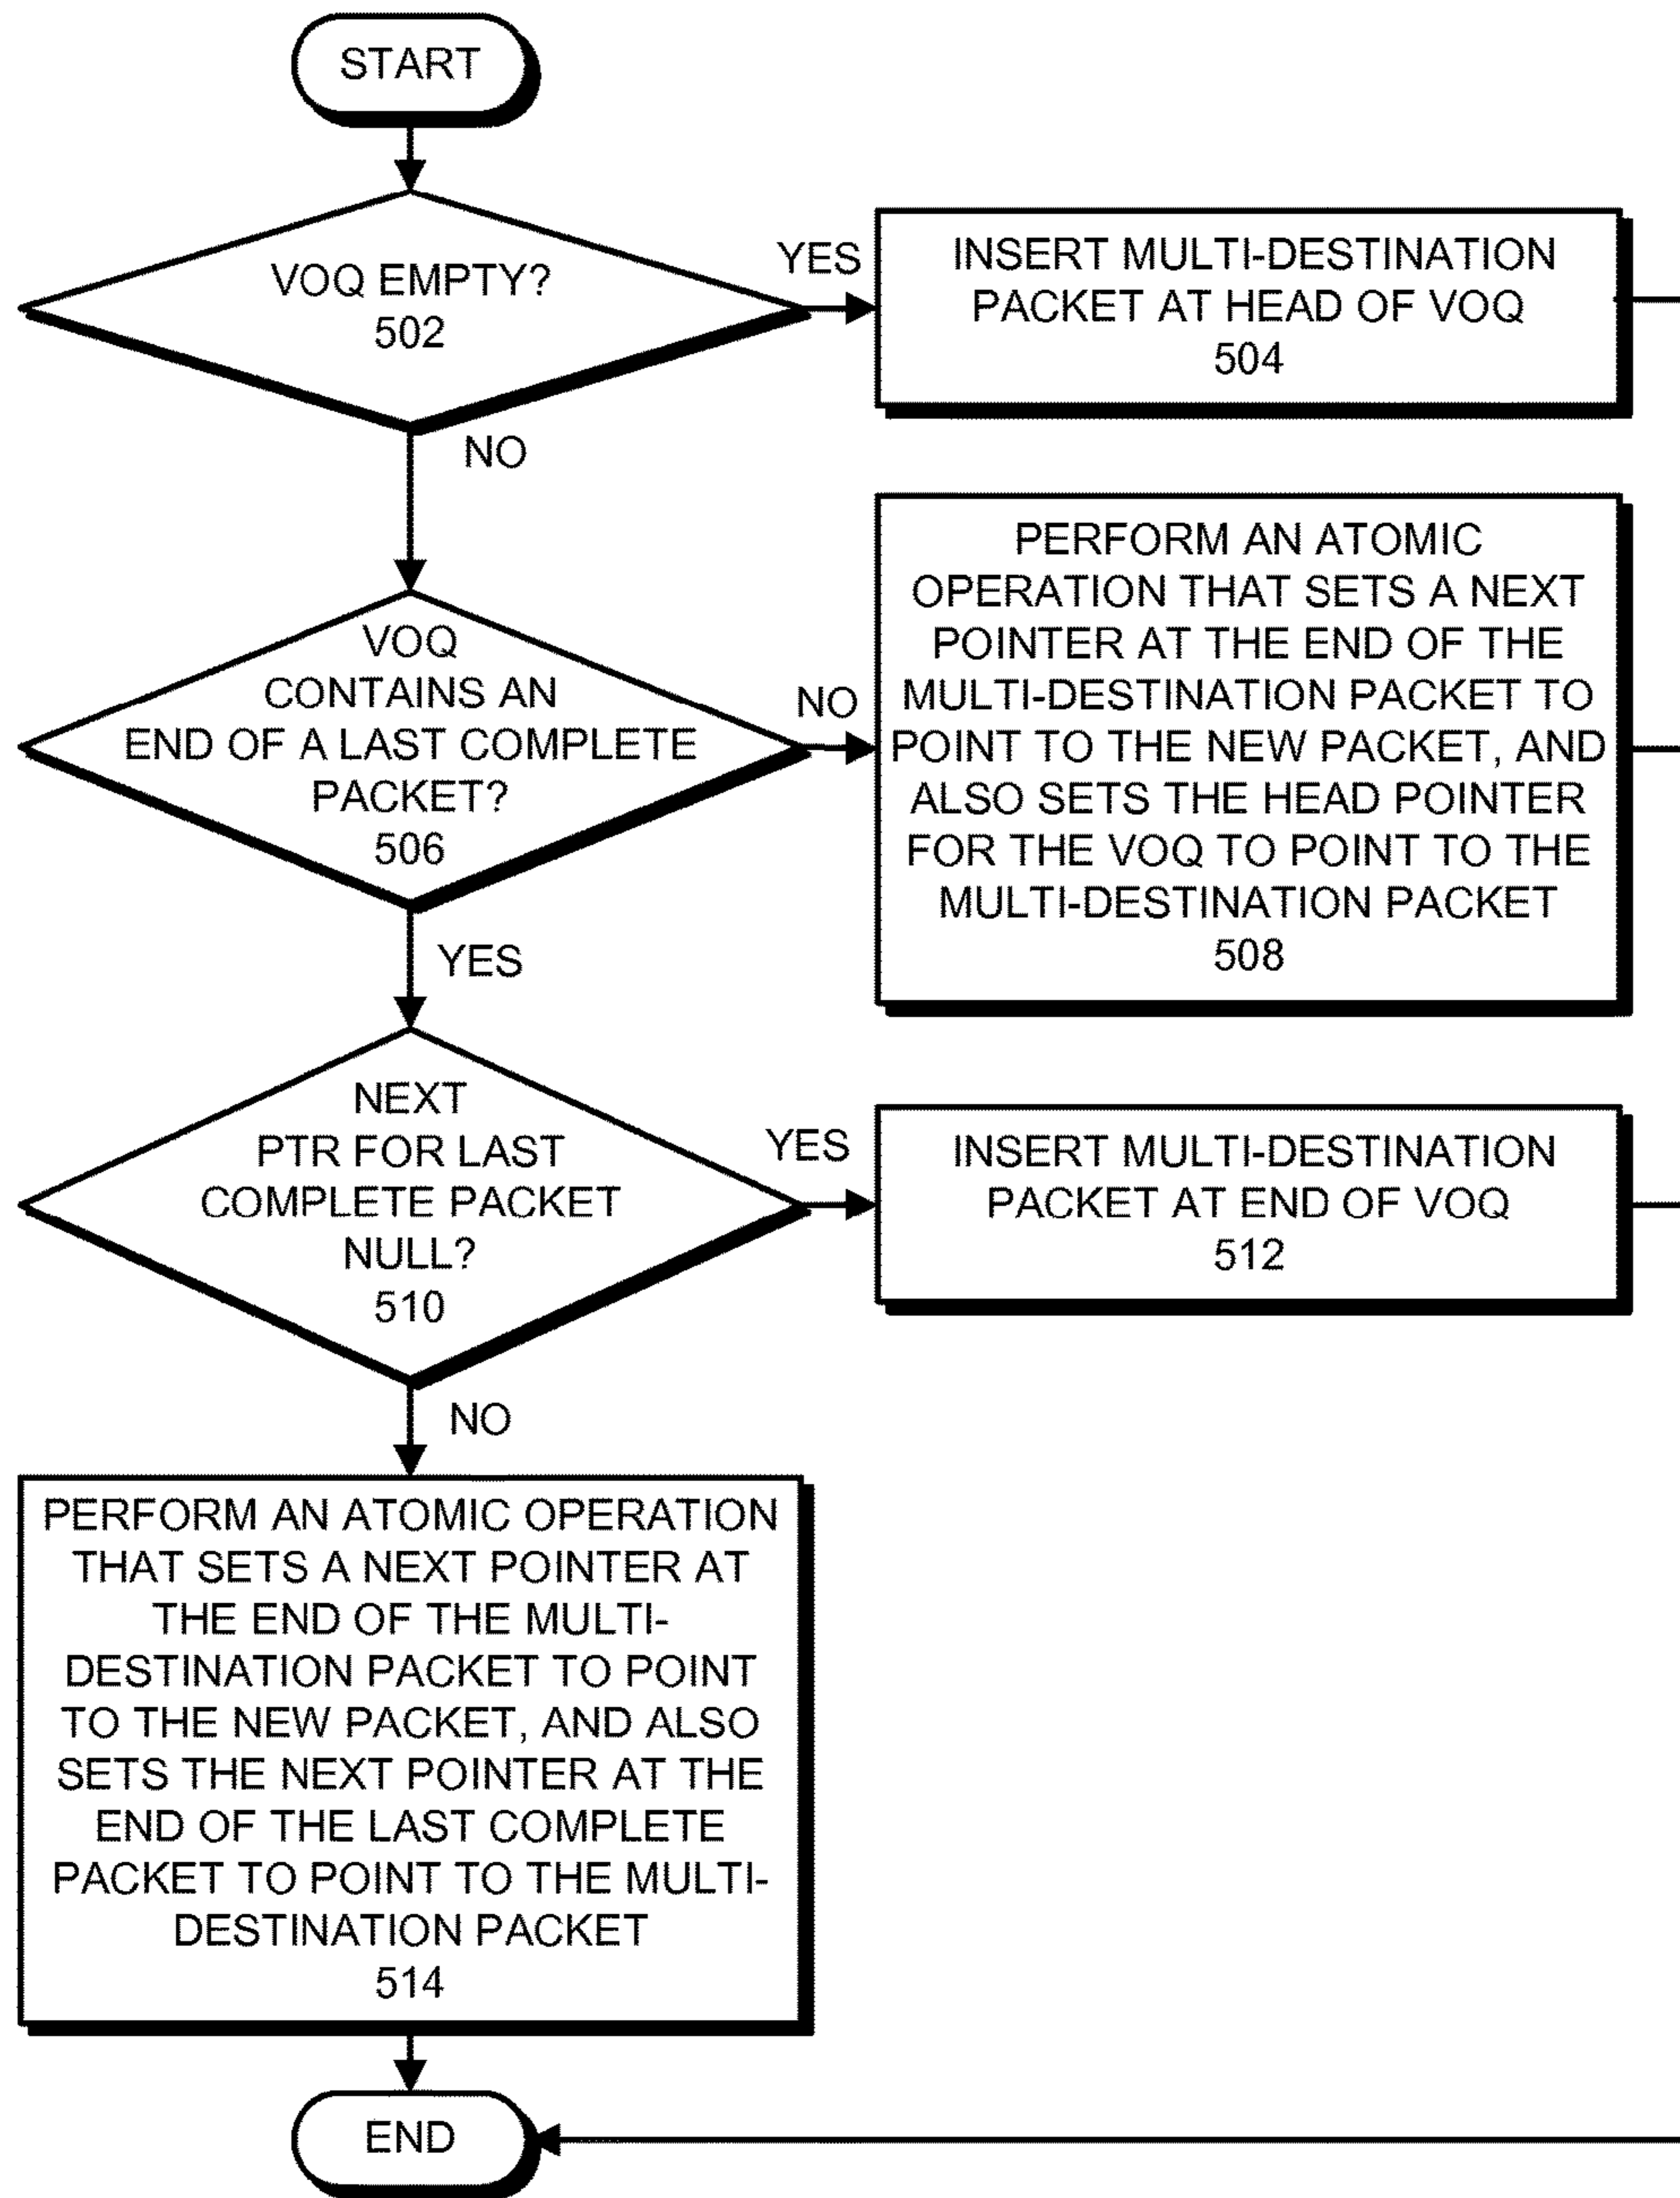 START
VOQ EMPTY?
502
YES
INSERT MULTI-DESTINATION
PACKET AT HEAD OF VOQ
504
NO
VOQ
CONTAINS AN
END OF A LAST COMPLETE
PACKET?
506
NO
PERFORM AN ATOMIC
OPERATION THAT SETS A NEXT
POINTER AT THE END OF THE
MULTI-DESTINATION PACKET TO
POINT TO THE NEW PACKET, AND
ALSO SETS THE HEAD POINTER
FOR THE VOQ TO POINT TO THE
MULTI-DESTINATION PACKET
508
YES
NEXT
PTR FOR LAST
COMPLETE PACKET
NULL?
510
YES
INSERT MULTI-DESTINATION
PACKET AT END OF VOQ
512
NO
PERFORM AN ATOMIC OPERATION
THAT SETS A NEXT POINTER AT
THE END OF THE MULTI-
DESTINATION PACKET TO POINT
TO THE NEW PACKET, AND ALSO
SETS THE NEXT POINTER AT THE
END OF THE LAST COMPLETE
PACKET TO POINT TO THE MULTI-
DESTINATION PACKET
514
END